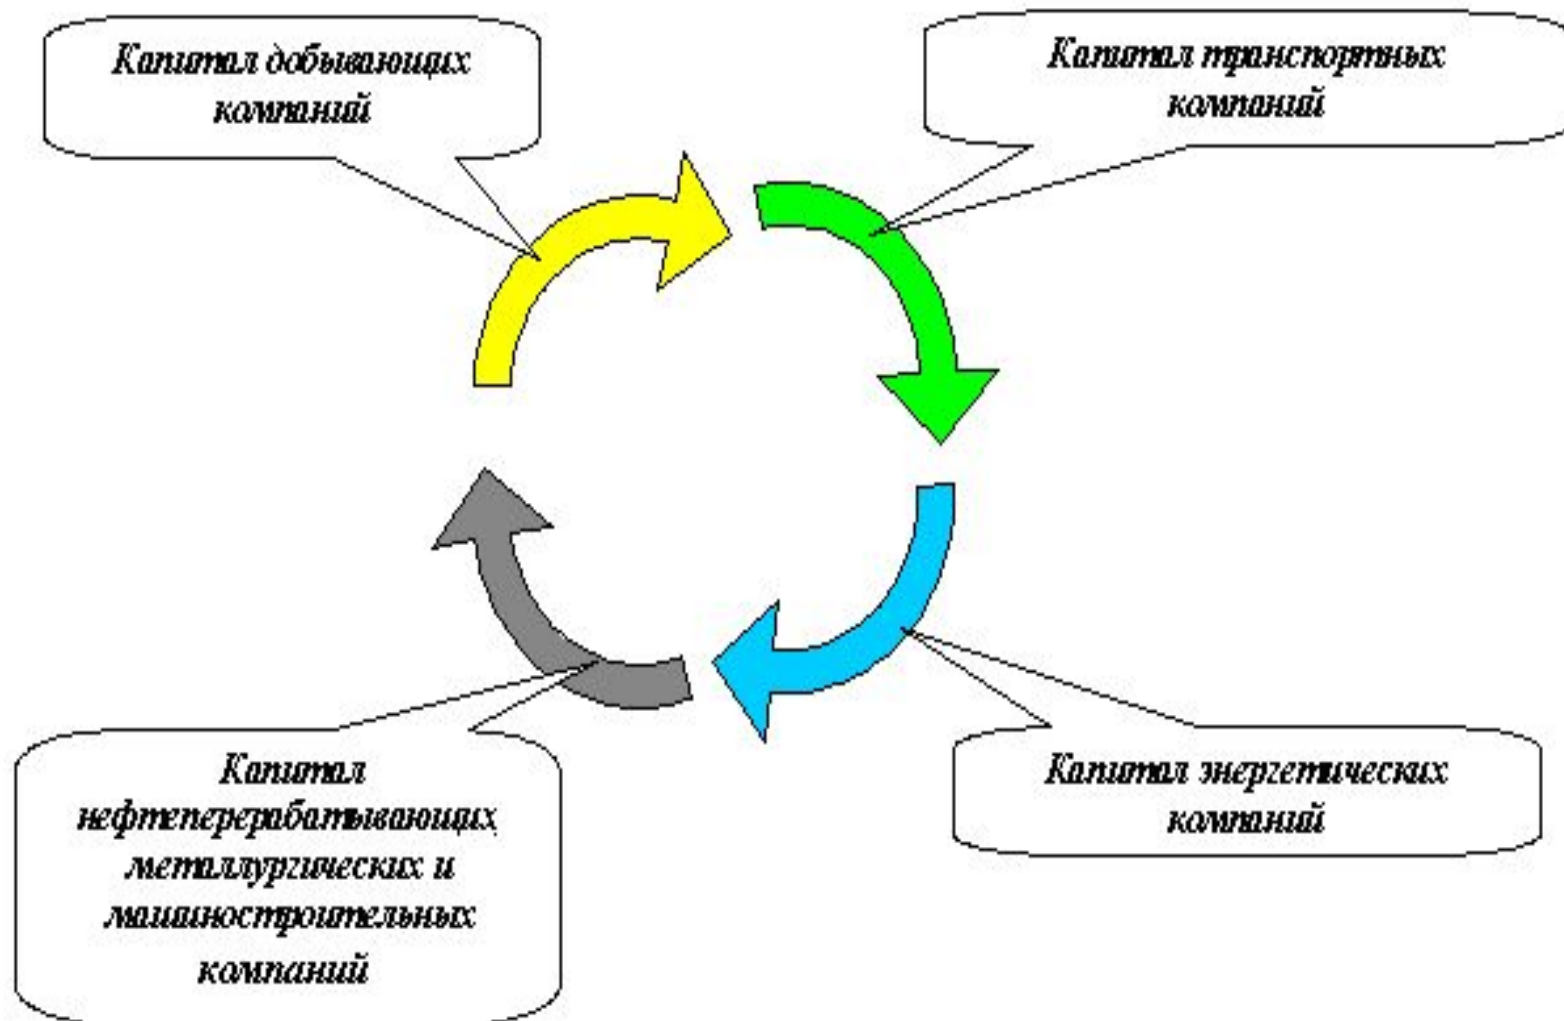 Капитал добывающих
компаний
Капитал транспортных
компаний
Капитал энергетических
компаний
Капитал
нефтеперерабатывающих
металлургических и
машиностроительных
компаний